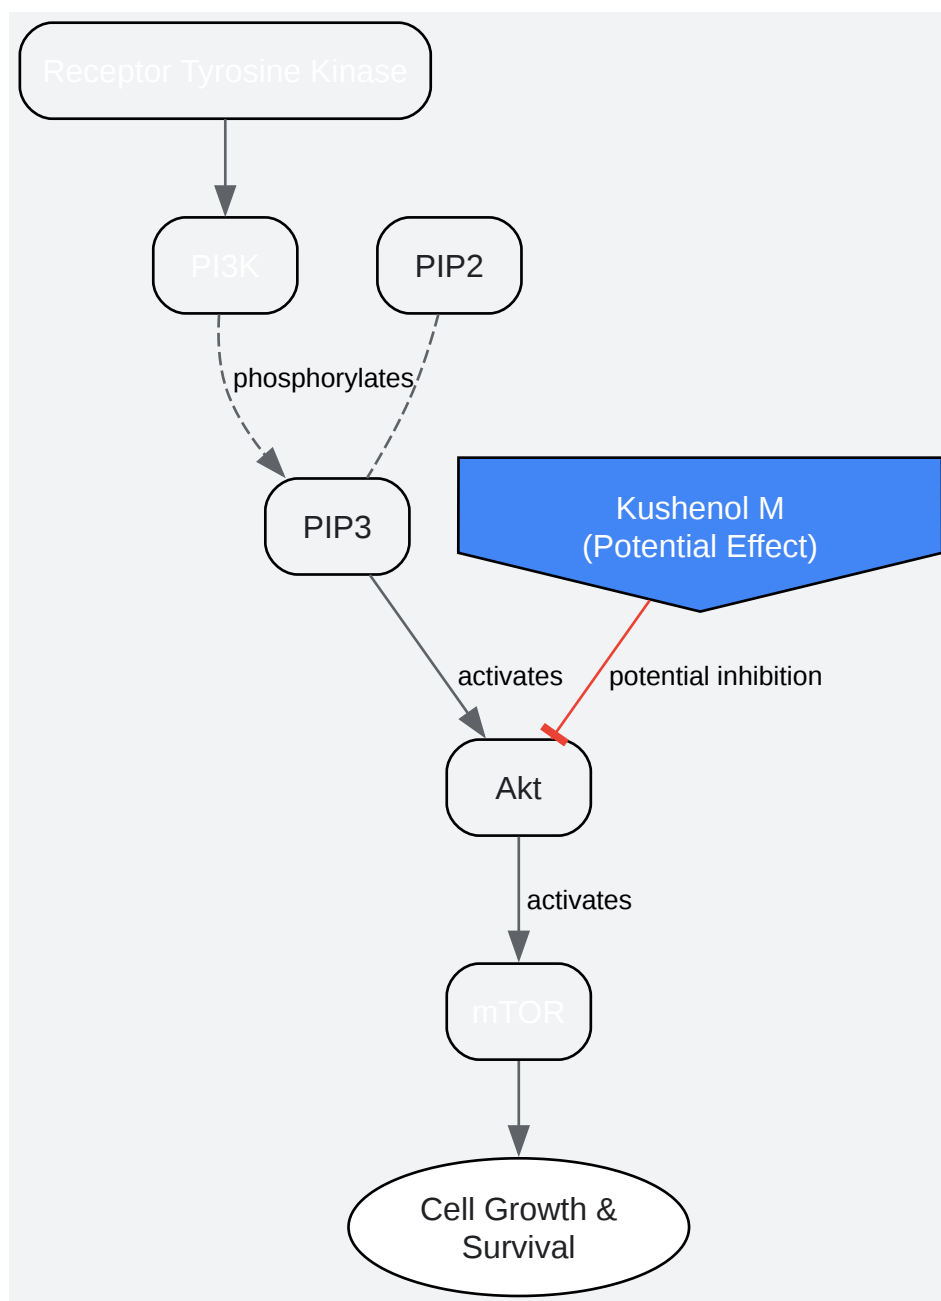 Receptor Tyrosine Kinase
PI3K
PIP2
phosphorylates
PIP3
Kushenol M
(Potential Effect)
activates
potential inhibition
Akt
activates
mTOR
Cell Growth &
Survival